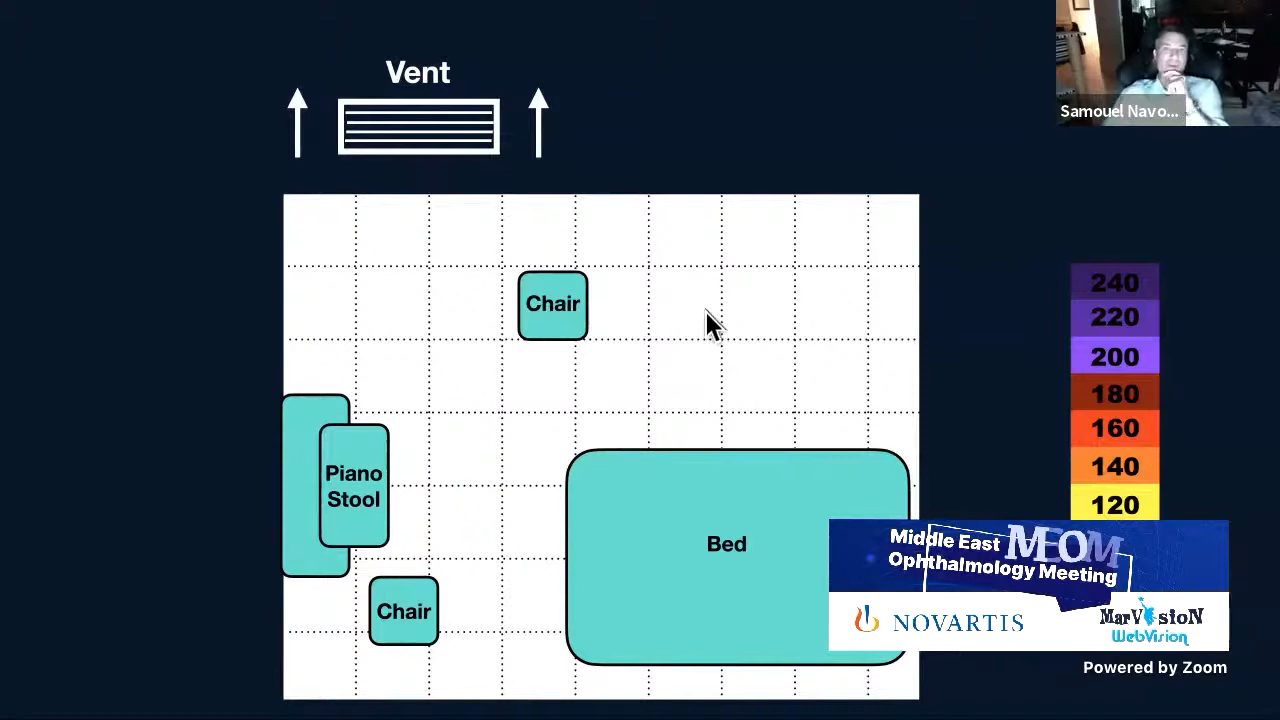 Vent
Samouel Navo...
Chair
240
220
200
180
160
140
120
Piano
Stool
Bed
Chair
Middle East
Ophthalmology Meeting
MEOM
NOVARTIS
MarVisioN
WebVision
Powered by Zoom